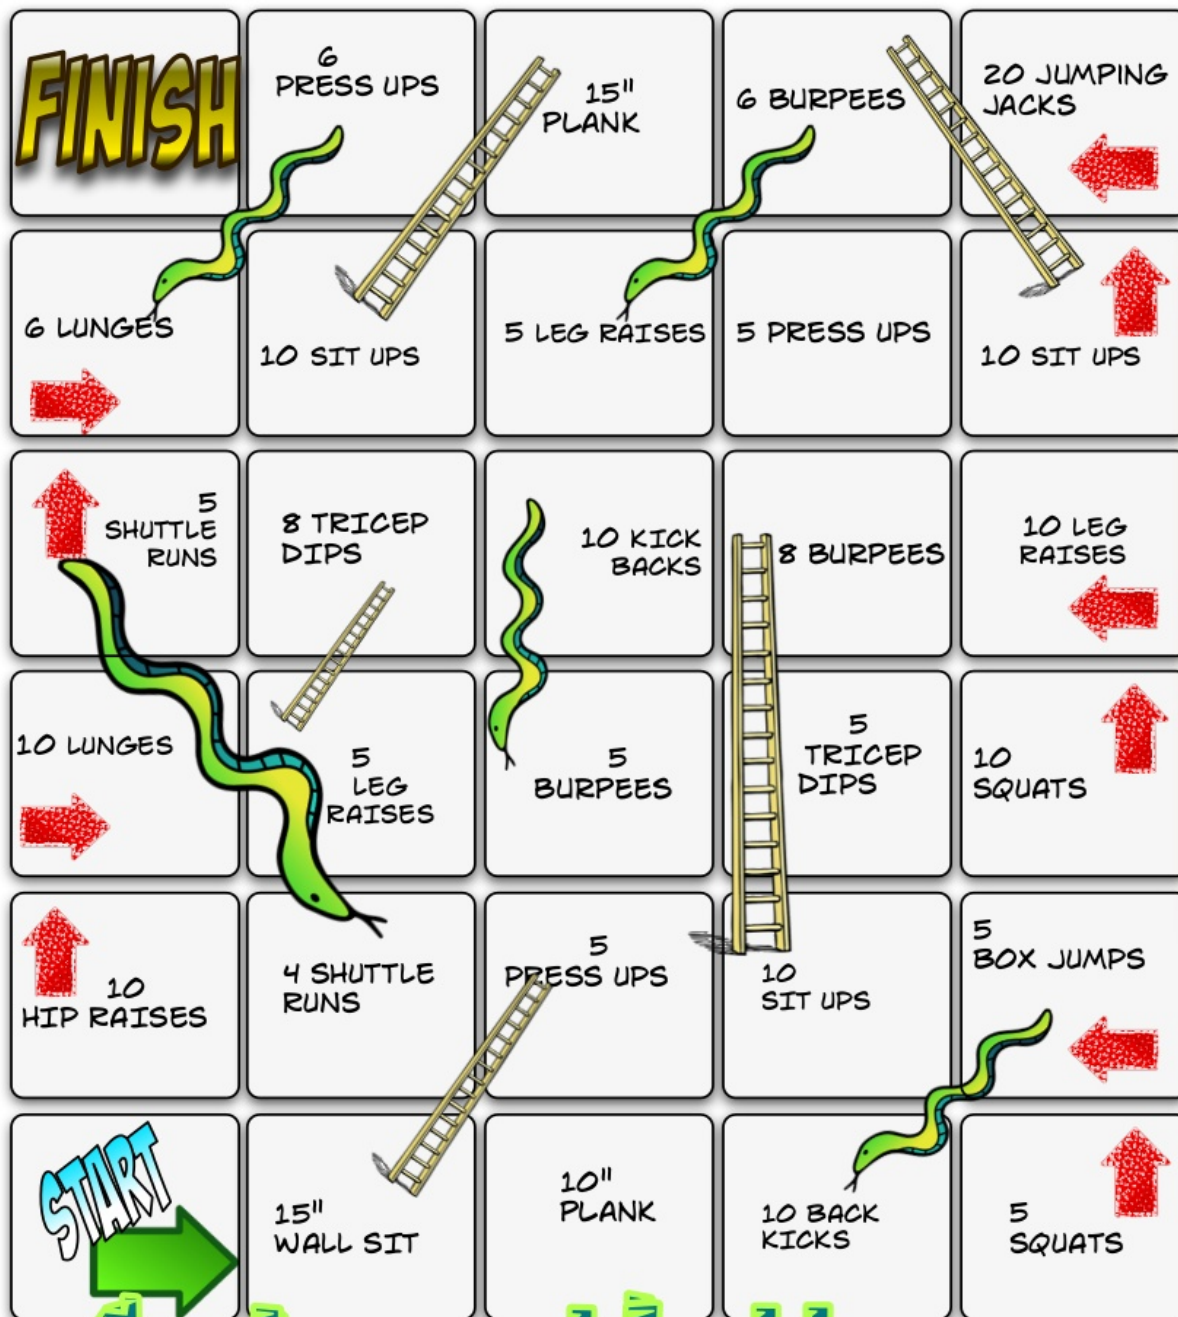 FINISH
6
PRESS UPS
15"
PLANK
6 BURPEES
20 JUMPING
JACKS
6 LUNGES
10 SIT UPS
5 LEG RAISES
5 PRESS UPS
10 SIT UPS
5
SHUTTLE
RUNS
8 TRICEP
DIPS
10 KICK
BACKS
8 BURPEES
10 LEG
RAISES
10 LUNGES
5
LEG
RAISES
5
BURPEES
5
TRICEP
DIPS
10
SQUATS
10
HIP RAISES
4 SHUTTLE
RUNS
5
PRESS UPS
10
SIT UPS
5
BOX JUMPS
START
15"
WALL SIT
10"
PLANK
10 BACK
KICKS
5
SQUATS